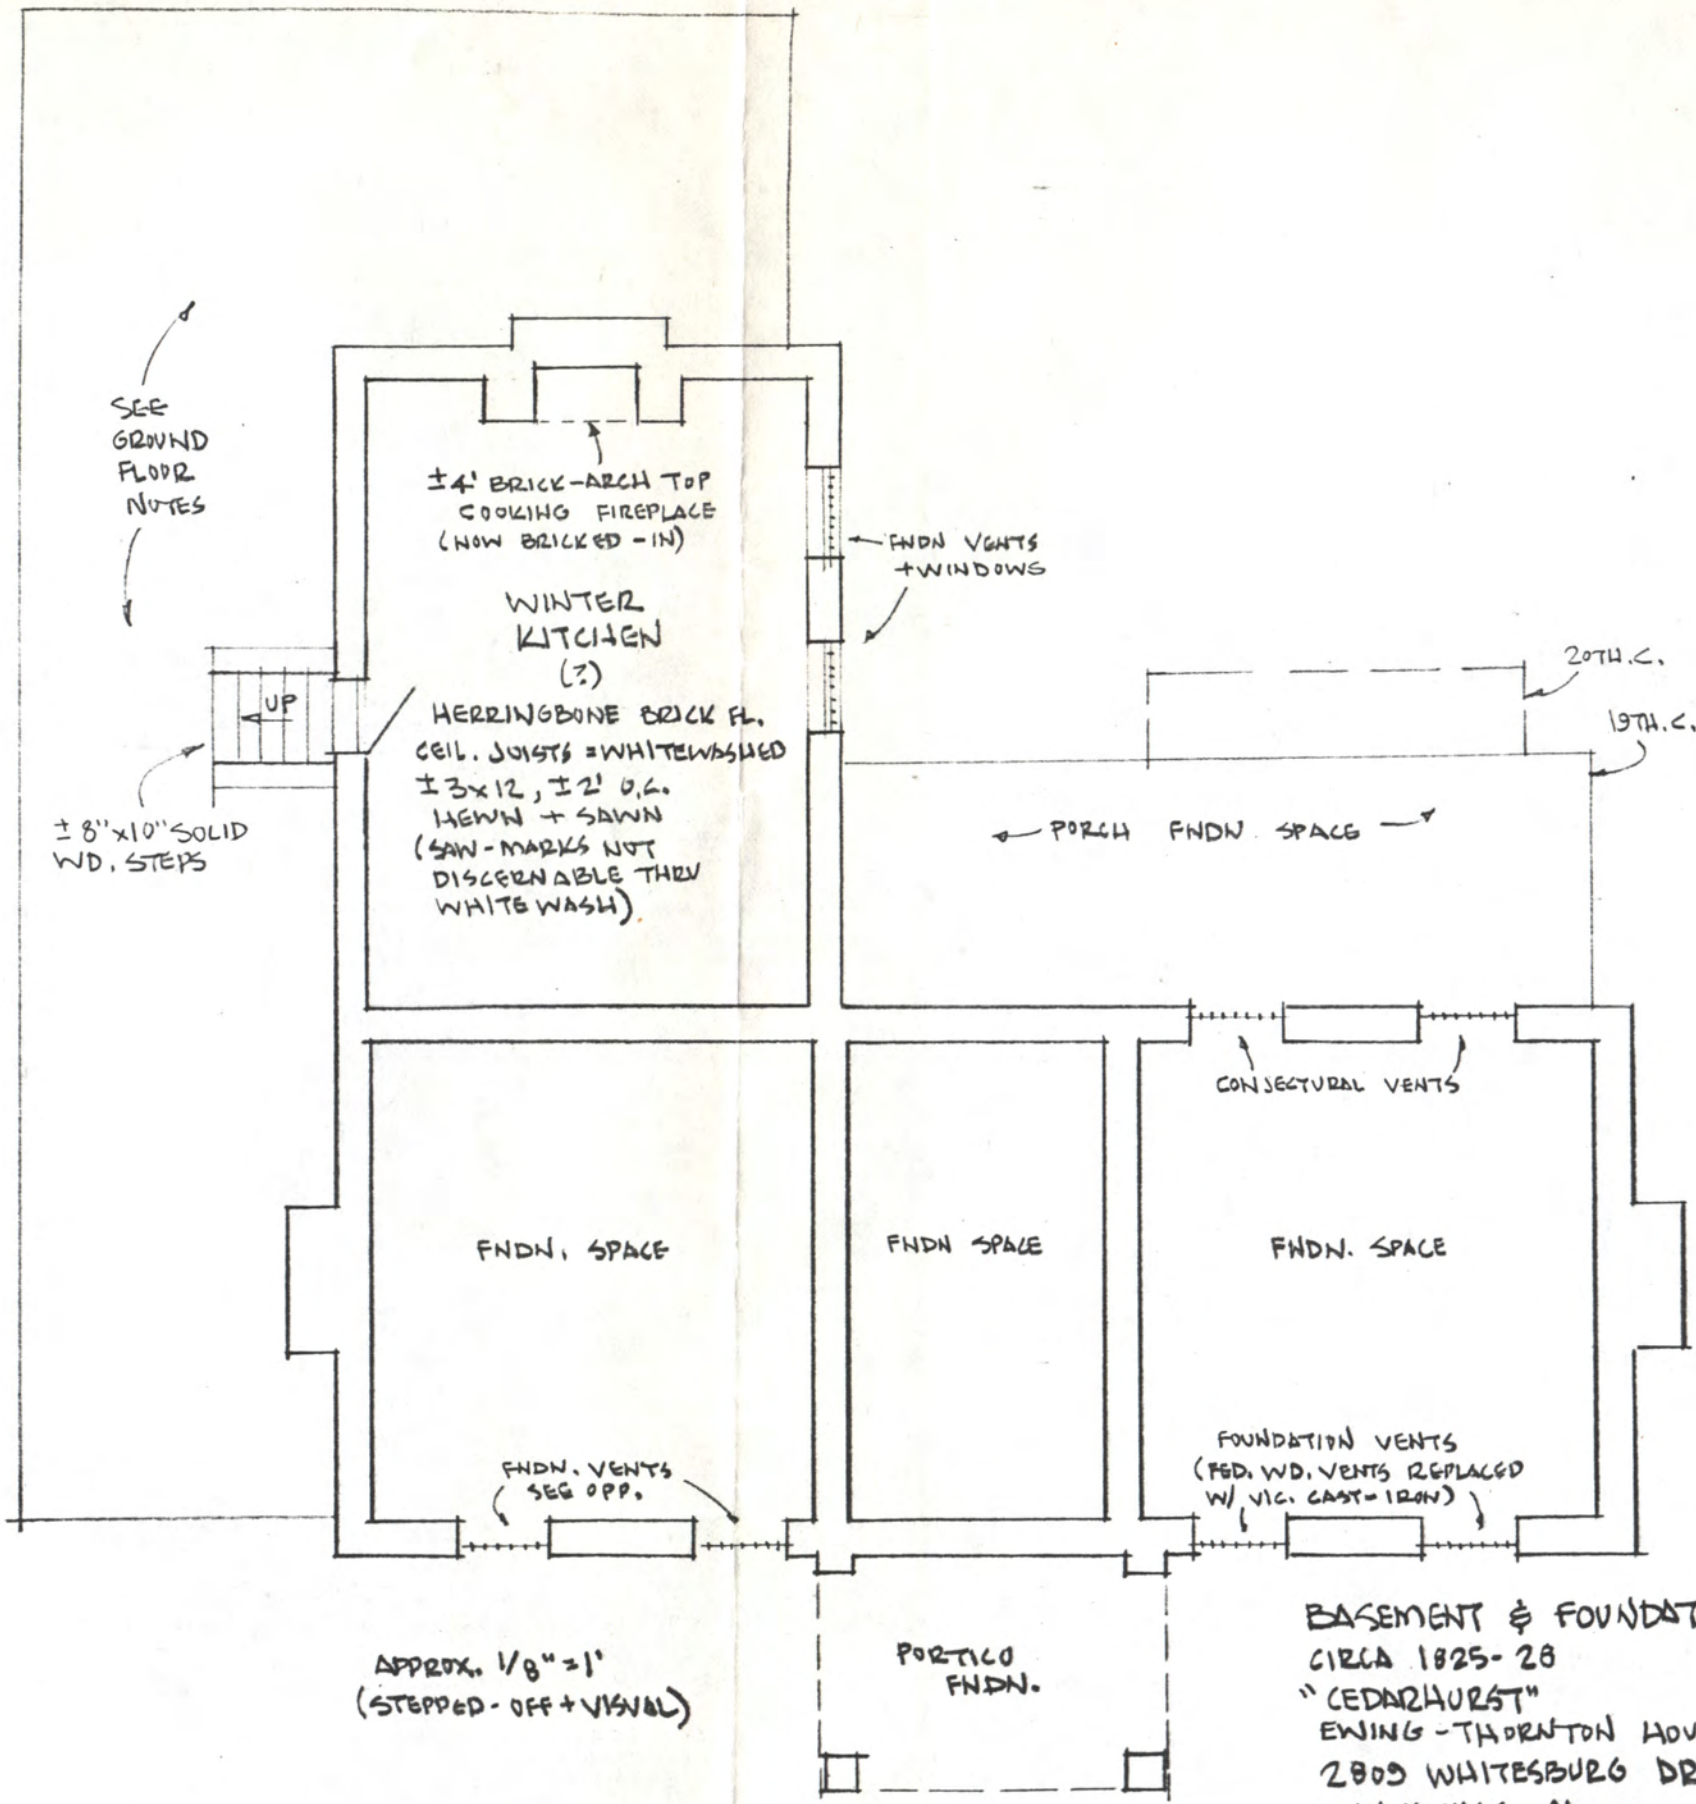 SEE
GROUND
FLOOR
NOTES
±4' BRICK-ARCH TOP
COOKING FIREPLACE
(NOW BRICKED-IN)
FNDN VENTS
+WINDOWS
WINTER
KITCHEN
(?)
HERRINGBONE BRICK FL.
CEIL. JOISTS = WHITEWASHED
±3x12, ±2' O.C.
HEWN + SAWN
(SAW-MARKS NOT
DISCERNABLE THRU
WHITEWASH)
UP
±8"x10" SOLID
WD. STEPS
20TH.C.
19TH.C.
PORCH FNDN. SPACE
CONJECTURAL VENTS
FNDN. SPACE
FNDN SPACE
FNDN. SPACE
FNDN. VENTS
SEE OPP.
FOUNDATION VENTS
(FED. WD. VENTS REPLACED
W/ VIC. CAST-IRON)
APPROX. 1/8"=1'
(STEPPED-OFF + VISUAL)
PORTICO
FNDN.
BASEMENT & FOUNDAT
CIRCA 1825-28
"CEDARHURST"
EWING-THORNTON HOU
2809 WHITESBURG DR